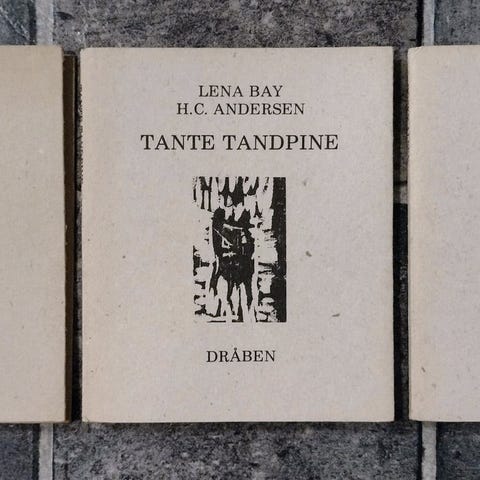 LENA BAY
H.C. ANDERSEN
TANTE TANDPINE
DRÅBEN